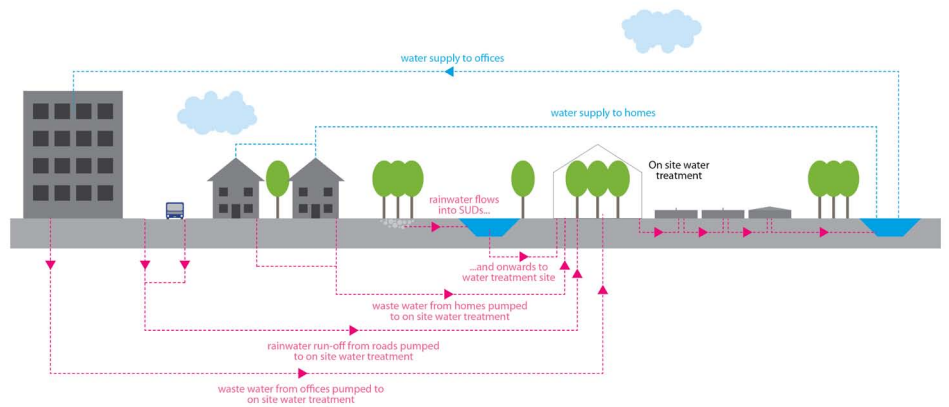 water supply to offices
water supply to homes
On site water
treatment
rainwater flows
into SUDs...
...and onwards to
water treatment site
waste water from homes pumped
to on site water treatment
rainwater run-off from roads pumped
to on site water treatment
waste water from offices pumped to
on site water treatment